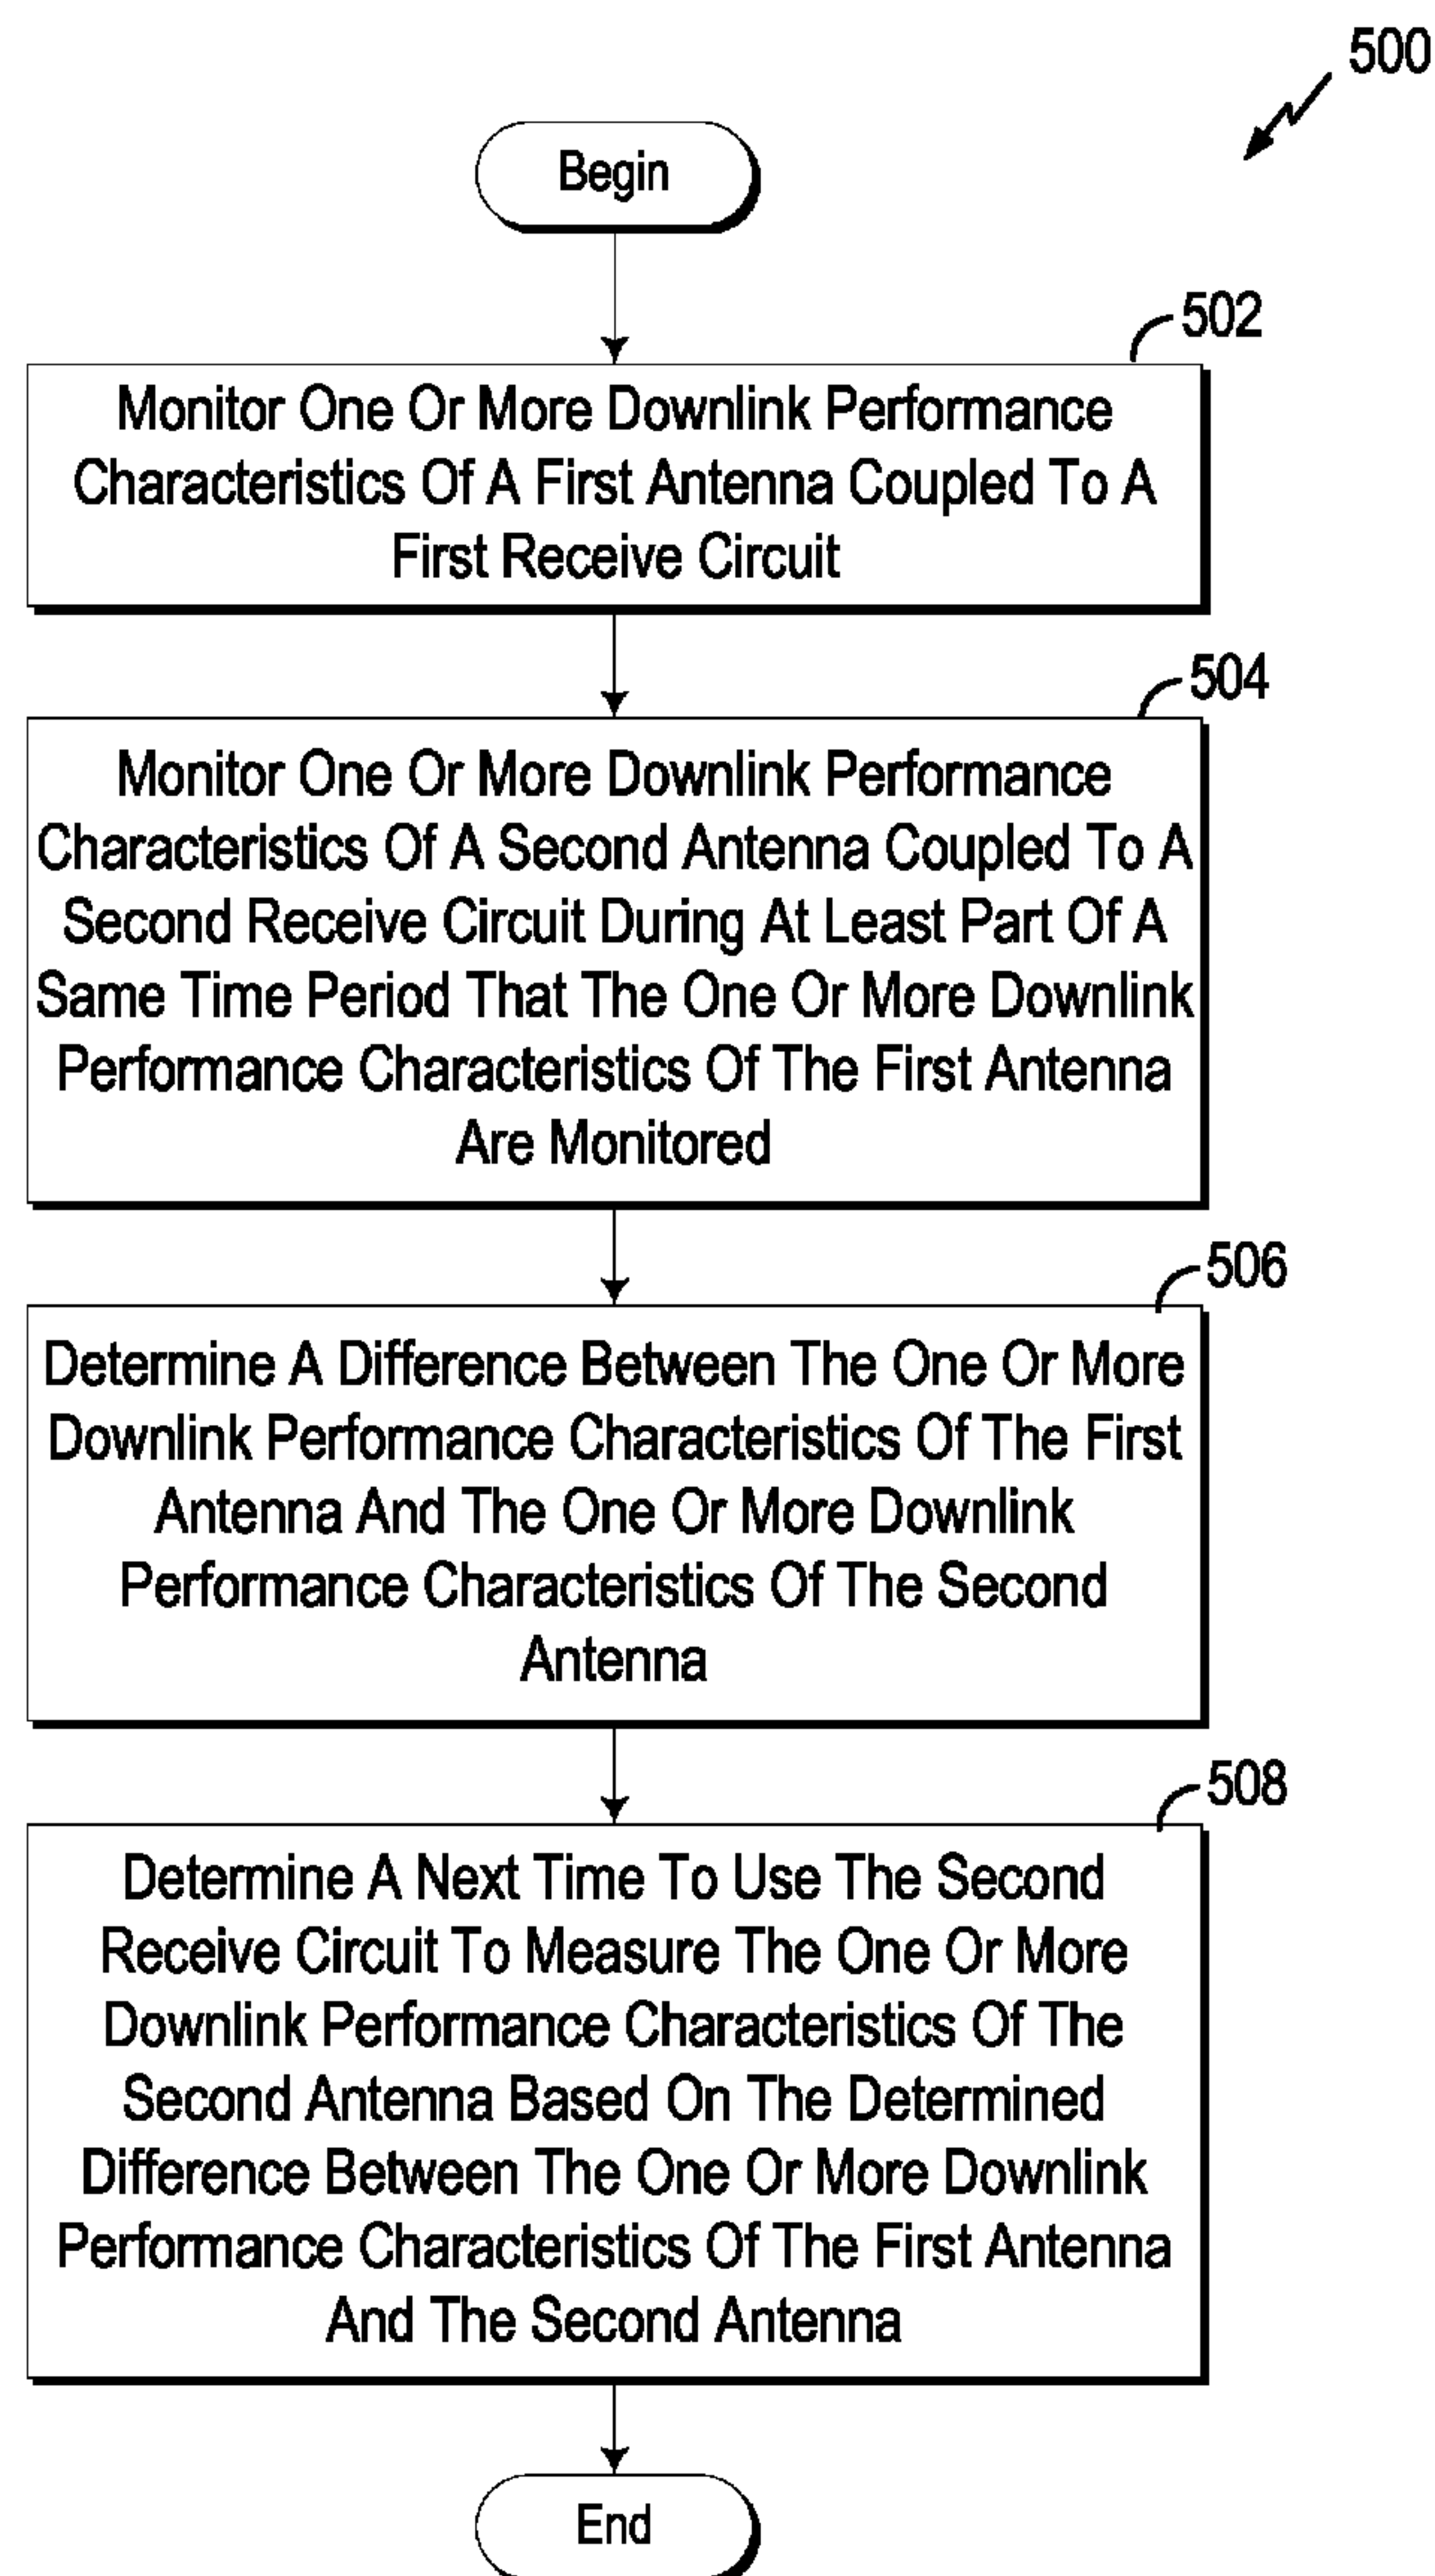 500
Begin
502
Monitor One Or More Downlink Performance
Characteristics Of A First Antenna Coupled To A
First Receive Circuit
504
Monitor One Or More Downlink Performance
Characteristics Of A Second Antenna Coupled To A
Second Receive Circuit During At Least Part Of A
Same Time Period That The One Or More Downlink
Performance Characteristics Of The First Antenna
Are Monitored
506
Determine A Difference Between The One Or More
Downlink Performance Characteristics Of The First
Antenna And The One Or More Downlink
Performance Characteristics Of The Second
Antenna
508
Determine A Next Time To Use The Second
Receive Circuit To Measure The One Or More
Downlink Performance Characteristics Of The
Second Antenna Based On The Determined
Difference Between The One Or More Downlink
Performance Characteristics Of The First Antenna
And The Second Antenna
End